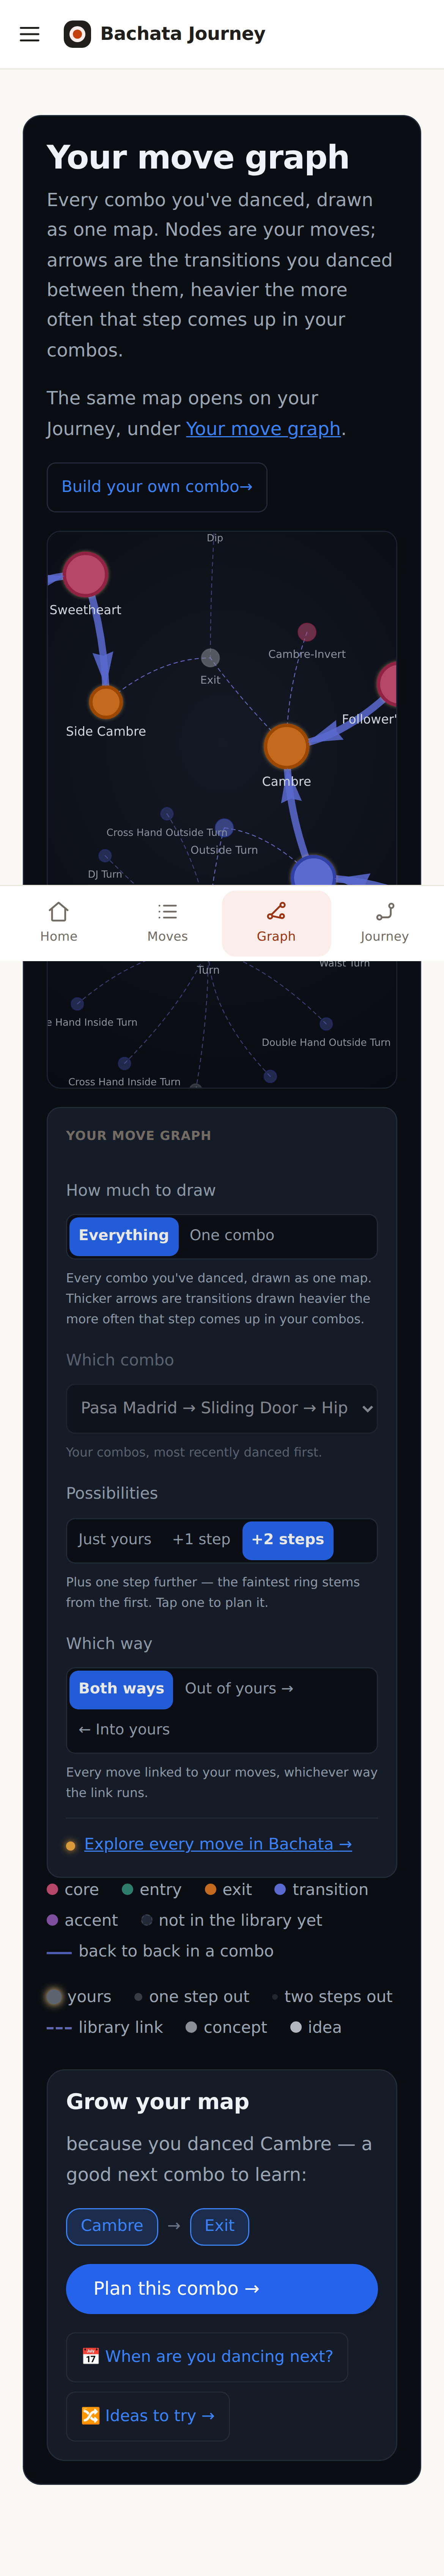 Bachata Journey
Your move graph
Every combo you've danced, drawn
as one map. Nodes are your moves;
arrows are the transitions you danced
between them, heavier the more
often that step comes up in your
combos.
The same map opens on your
Journey, under Your move graph.
Build your own combo→
Dip
Sweetheart
Cambre-Invert
Exit
Follower'
Side Cambre
Cambre
Cross Hand Outside Turn
Outside Turn
DJ Turn
Home
Moves
Graph
Journey
Waist Turn
Turn
e Hand Inside Turn
Double Hand Outside Turn
Cross Hand Inside Turn
YOUR MOVE GRAPH
How much to draw
Everything One combo
Every combo you've danced, drawn as one map.
Thicker arrows are transitions drawn heavier the
more often that step comes up in your combos.
Which combo
Pasa Madrid → Sliding Door → Hip
Your combos, most recently danced first.
Possibilities
Just yours +1 step +2 steps
Plus one step further — the faintest ring stems
from the first. Tap one to plan it.
Which way
Both ways Out of yours →
← Into yours
Every move linked to your moves, whichever way
the link runs.
Explore every move in Bachata →
core entry exit transition
accent not in the library yet
back to back in a combo
yours one step out two steps out
library link concept idea
Grow your map
because you danced Cambre — a
good next combo to learn:
Cambre → Exit
Plan this combo →
📅 When are you dancing next?
🔀 Ideas to try →